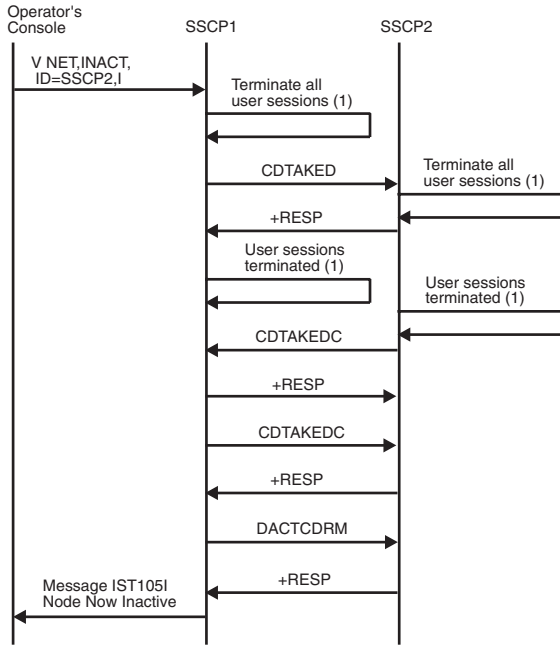 Operator's
Console
SSCP1
SSCP2
V NET,INACT,
ID=SSCP2,I
Terminate all
user sessions (1)
CDTAKED
Terminate all
user sessions (1)
+RESP
User sessions
terminated (1)
User sessions
terminated (1)
CDTAKEDC
+RESP
CDTAKEDC
+RESP
DACTCDRM
+RESP
Message IST105I
Node Now Inactive